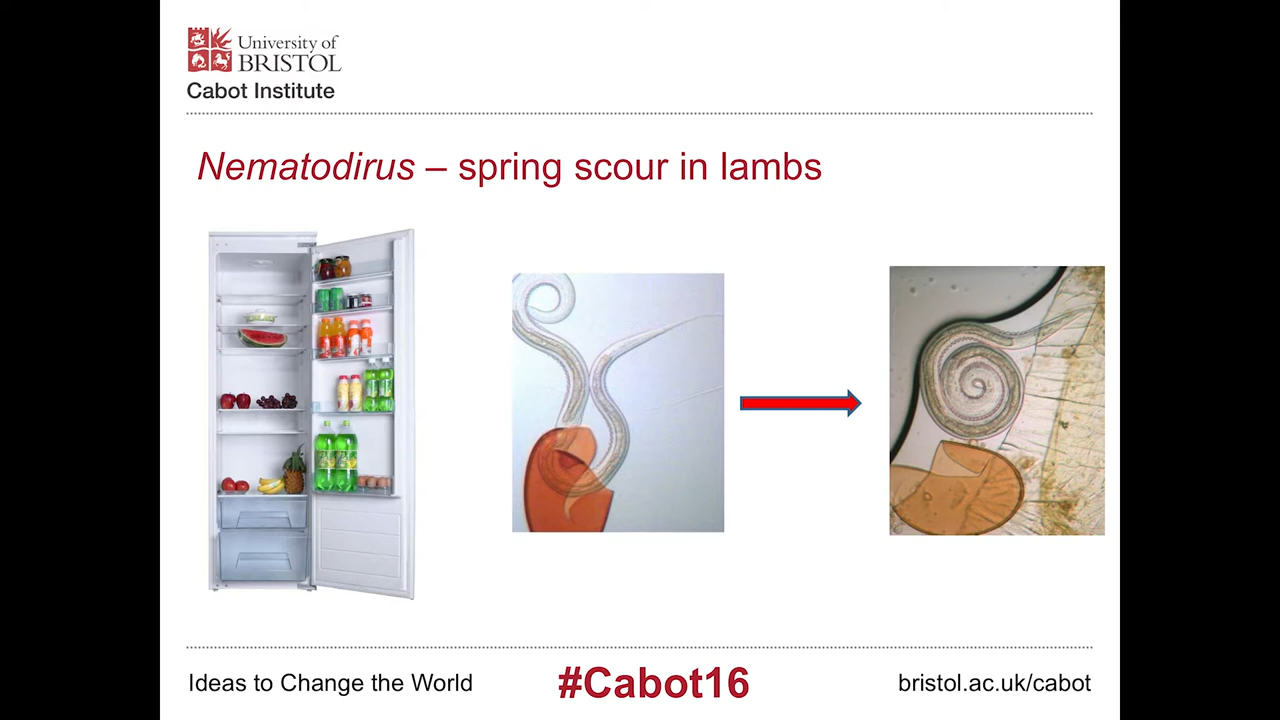 University of
BRISTOL
Cabot Institute
Nematodirus – spring scour in lambs
Ideas to Change the World
#Cabot16
bristol.ac.uk/cabot